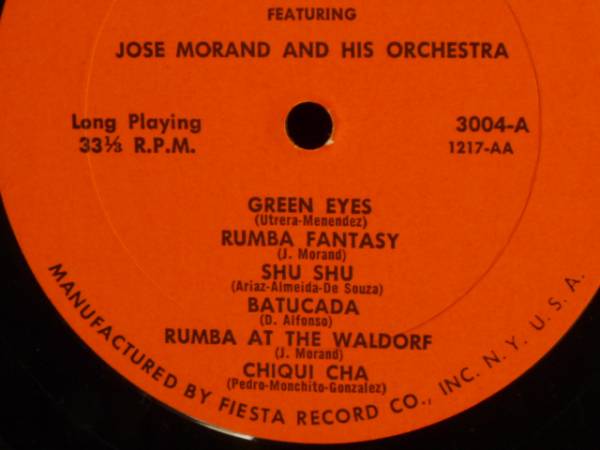 FEATURING
JOSE MORAND AND HIS ORCHESTRA
Long Playing
33⅓ R.P.M.
3004-A
1217-AA
GREEN EYES
(Utrera-Menendez)
RUMBA FANTASY
(J. Morand)
SHU SHU
(Ariaz-Almeida-De Souza)
BATUCADA
(D. Alfonso)
RUMBA AT THE WALDORF
(J. Morand)
CHIQUI CHA
(Pedro-Monchito-Gonzalez)
MANUFACTURED BY FIESTA RECORD CO., INC. N. Y. U. S. A.